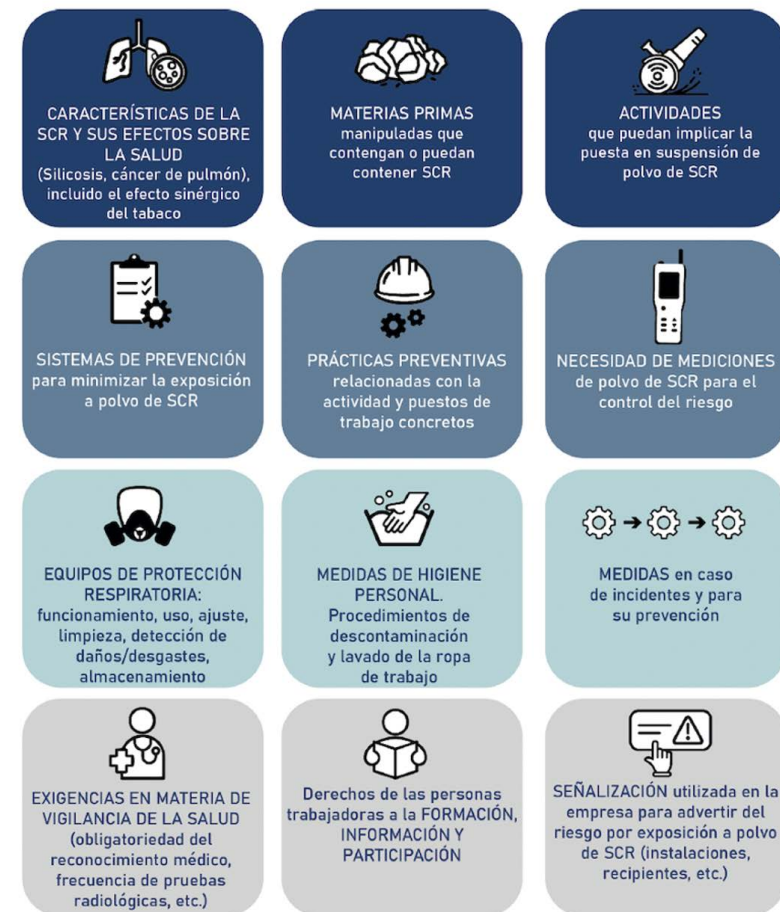 CARACTERÍSTICAS DE LA
SCR Y SUS EFECTOS SOBRE
LA SALUD
(Silicosis, cáncer de pulmón),
incluido el efecto sinérgico
del tabaco
MATERIAS PRIMAS
manipuladas que
contengan o puedan
contener SCR
ACTIVIDADES
que puedan implicar la
puesta en suspensión de
polvo de SCR
SISTEMAS DE PREVENCIÓN
para minimizar la exposición
a polvo de SCR
PRÁCTICAS PREVENTIVAS
relacionadas con la
actividad y puestos de
trabajo concretos
NECESIDAD DE MEDICIONES
de polvo de SCR para el
control del riesgo
EQUIPOS DE PROTECCIÓN
RESPIRATORIA:
funcionamiento, uso, ajuste,
limpieza, detección de
daños/desgastes,
almacenamiento
MEDIDAS DE HIGIENE
PERSONAL.
Procedimientos de
descontaminación
y lavado de la ropa
de trabajo
MEDIDAS en caso
de incidentes y para
su prevención
EXIGENCIAS EN MATERIA DE
VIGILANCIA DE LA SALUD
(obligatoriedad del
reconocimiento médico,
frecuencia de pruebas
radiológicas, etc.)
Derechos de las personas
trabajadoras a la FORMACIÓN,
INFORMACIÓN Y
PARTICIPACIÓN
SEÑALIZACIÓN utilizada en la
empresa para advertir del
riesgo por exposición a polvo
de SCR (instalaciones,
recipientes, etc.)